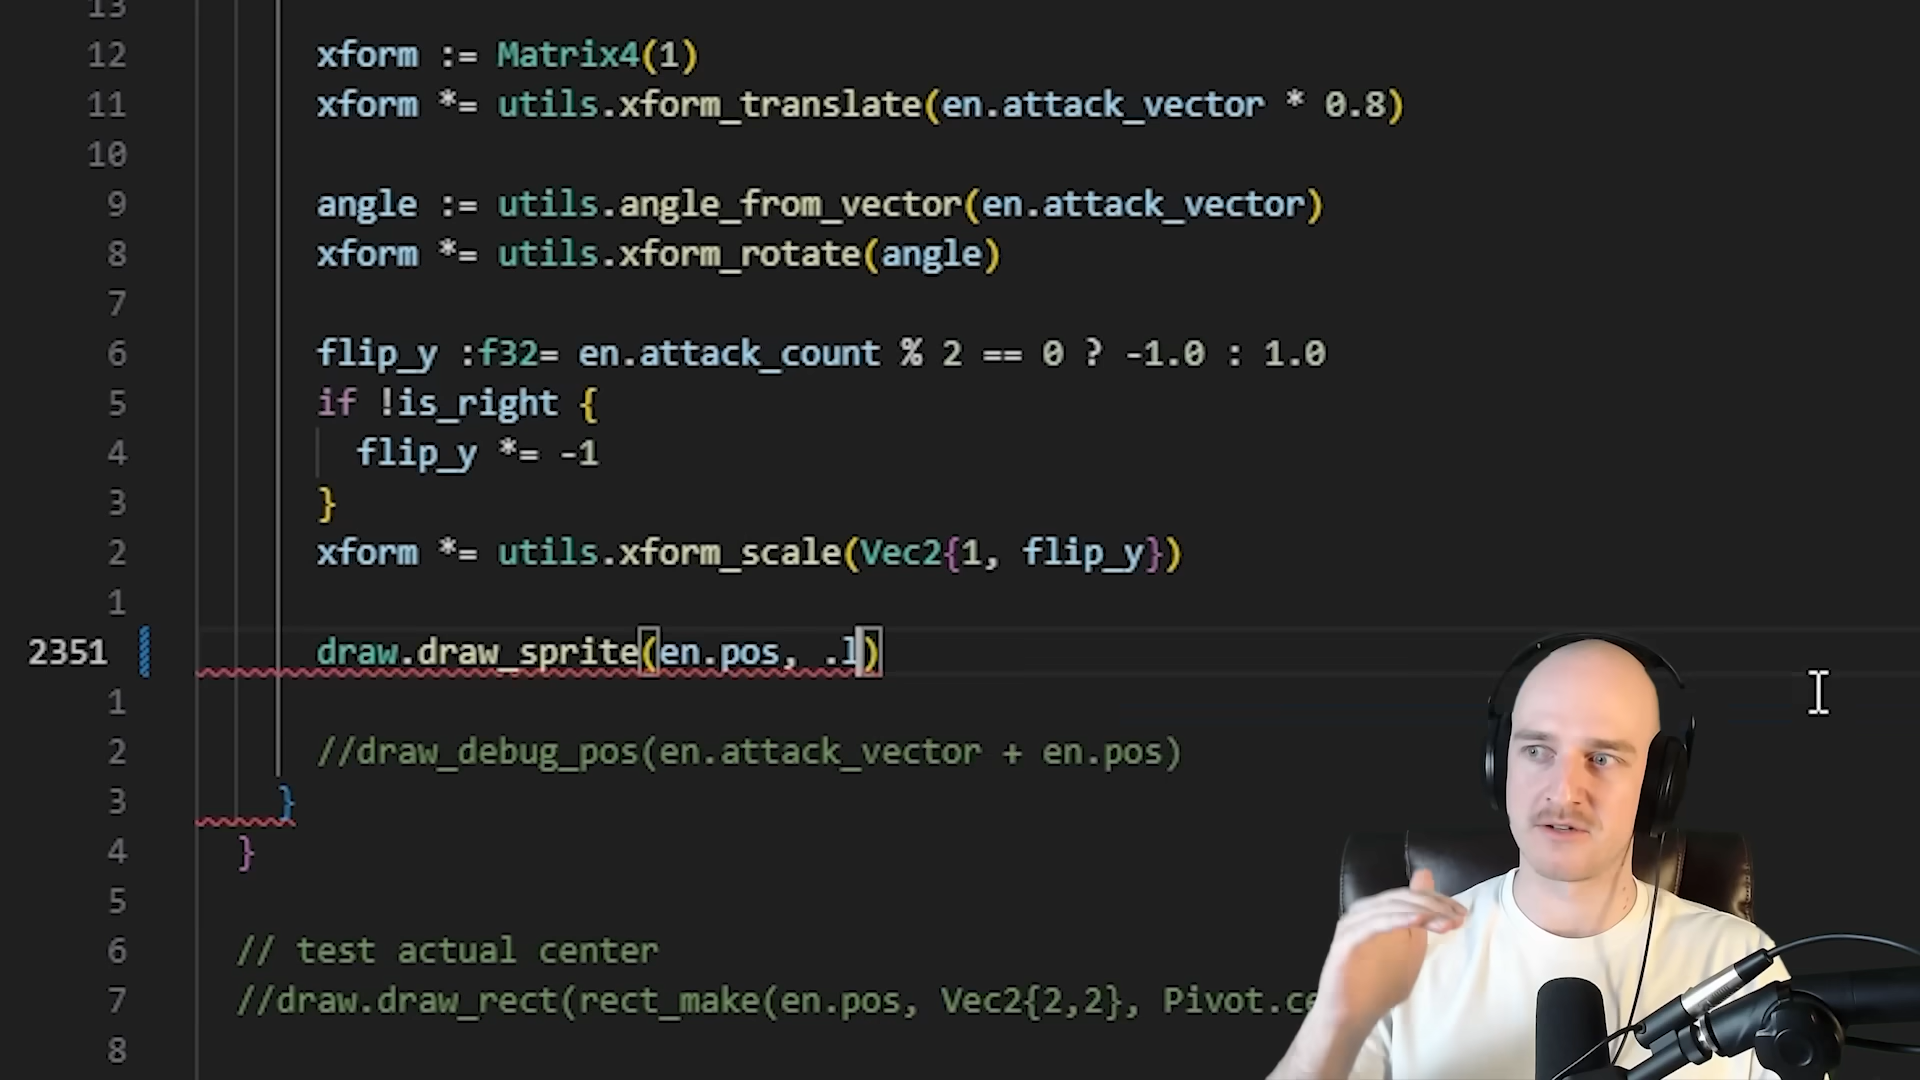 13
12 xform := Matrix4(1)
11 xform *= utils.xform_translate(en.attack_vector * 0.8)
10
9 angle := utils.angle_from_vector(en.attack_vector)
8 xform *= utils.xform_rotate(angle)
7
6 flip_y :f32= en.attack_count % 2 == 0 ? -1.0 : 1.0
5 if !is_right {
4 flip_y *= -1
3 }
2 xform *= utils.xform_scale(Vec2{1, flip_y})
1
2351 draw.draw_sprite(en.pos, .l)
1
2 //draw_debug_pos(en.attack_vector + en.pos)
3 }
4 }
5
6 // test actual center
7 //draw.draw_rect(rect_make(en.pos, Vec2{2,2}, Pivot.ce
8